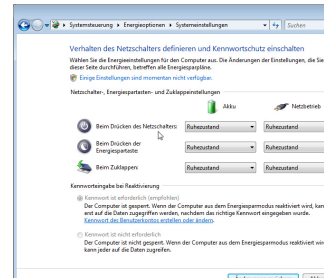 Systemsteuerung ▸ Energieoptionen ▸ Systemeinstellungen
Suchen
Verhalten des Netzschalters definieren und Kennwortschutz einschalten
Wählen Sie die Energieeinstellungen für den Computer aus. Die Änderungen der Einstellungen, die Sie
dieser Seite durchführen, betreffen alle Energiesparpläne.
Einige Einstellungen sind momentan nicht verfügbar.
Netzschalter-, Energiespartasten- und Zuklappeinstellungen
Akku Netzbetrieb
Beim Drücken des Netzschalters: Ruhezustand Ruhezustand
Beim Drücken der
Energiespartaste: Ruhezustand Ruhezustand
Beim Zuklappen: Ruhezustand Ruhezustand
Kennworteingabe bei Reaktivierung
Kennwort ist erforderlich (empfohlen)
Der Computer ist gesperrt. Wenn der Computer aus dem Energiesparmodus reaktiviert wird, kann
erst auf die Daten zugegriffen werden, nachdem das richtige Kennwort eingegeben wurde.
Kennwort des Benutzerkontos erstellen oder ändern.
Kennwort ist nicht erforderlich
Der Computer ist nicht gesperrt. Wenn der Computer aus dem Energiesparmodus reaktiviert wird
kann jeder auf die Daten zugreifen.